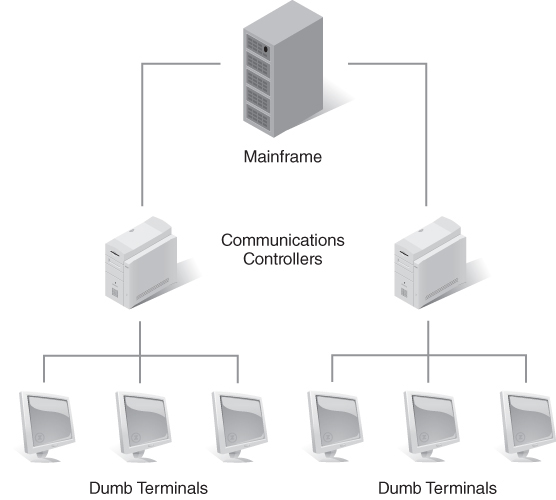 Mainframe
Communications
Controllers
Dumb Terminals
Dumb Terminals